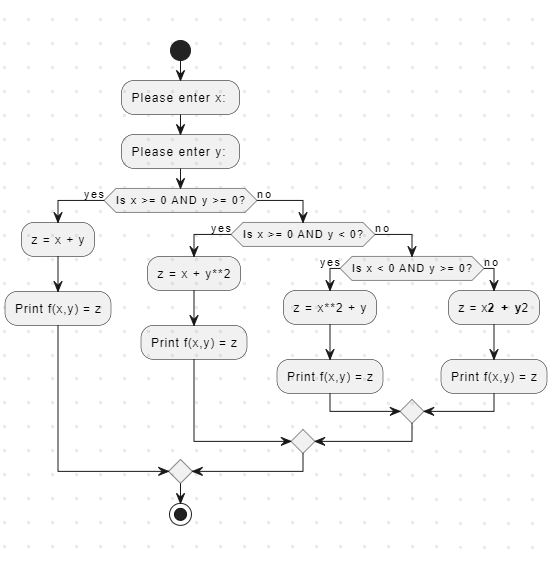 Please enter x:
Please enter y:
yes
Is x >= 0 AND y >= 0?
no
z = x + y
Print f(x,y) = z
yes
Is x >= 0 AND y < 0?
no
z = x + y**2
Print f(x,y) = z
yes
Is x < 0 AND y >= 0?
no
z = x**2 + y
Print f(x,y) = z
z = x2 + y2
Print f(x,y) = z